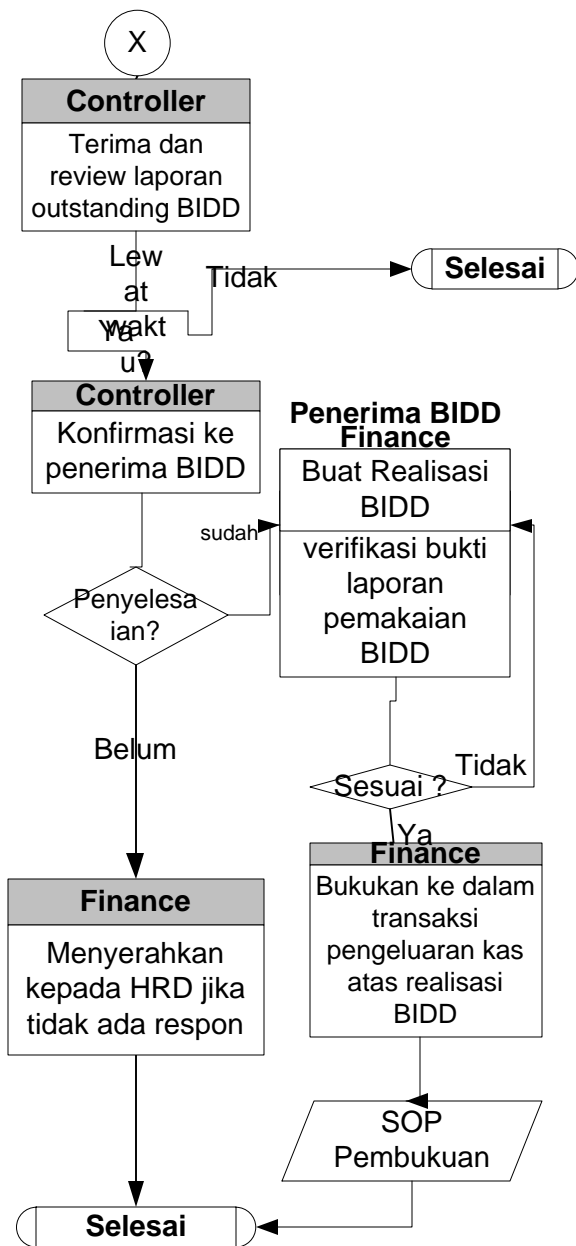 X
Controller
Terima dan
review laporan
outstanding BIDD
Lew
at
wakt
u?
Tidak
Selesai
Ya
Controller
Konfirmasi ke
penerima BIDD
Penerima BIDD
Finance
Buat Realisasi
BIDD
sudah
verifikasi bukti
laporan
pemakaian
BIDD
Penyelesa
ian?
Belum
Sesuai ?
Tidak
Ya
Finance
Bukukan ke dalam
transaksi
pengeluaran kas
atas realisasi
BIDD
Finance
Menyerahkan
kepada HRD jika
tidak ada respon
SOP
Pembukuan
Selesai